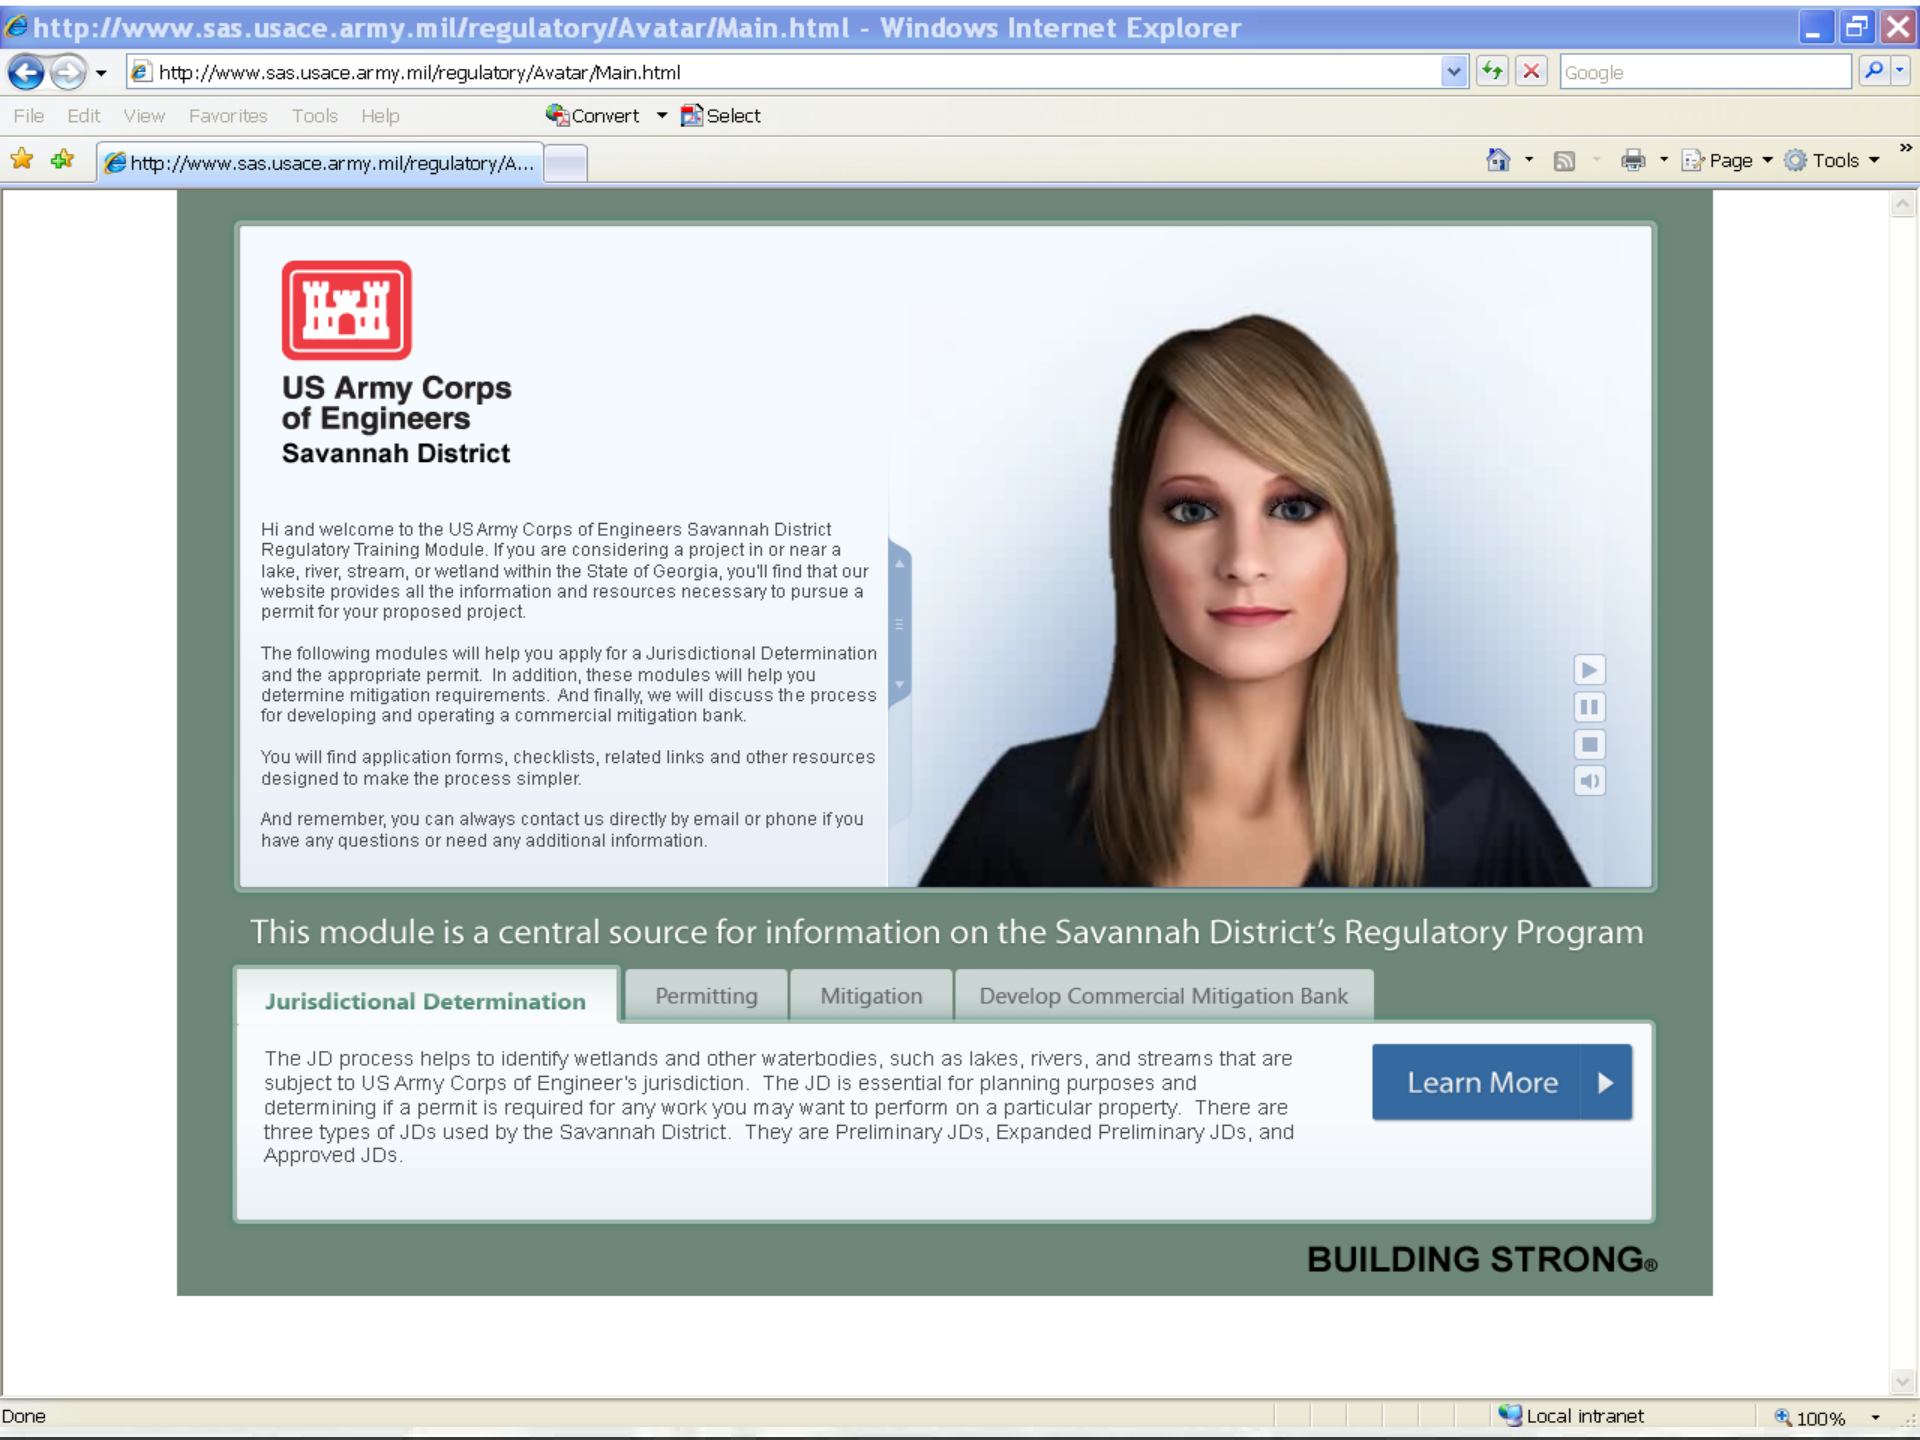 http://www.sas.usace.army.mil/regulatory/Avatar/Main.html - Windows Internet Explorer
http://www.sas.usace.army.mil/regulatory/Avatar/Main.html
Google
File Edit View Favorites Tools Help Convert Select
http://www.sas.usace.army.mil/regulatory/A...
Page Tools »
US Army Corps
of Engineers
Savannah District
Hi and welcome to the US Army Corps of Engineers Savannah District
Regulatory Training Module. If you are considering a project in or near a
lake, river, stream, or wetland within the State of Georgia, you'll find that our
website provides all the information and resources necessary to pursue a
permit for your proposed project.
The following modules will help you apply for a Jurisdictional Determination
and the appropriate permit. In addition, these modules will help you
determine mitigation requirements. And finally, we will discuss the process
for developing and operating a commercial mitigation bank.
You will find application forms, checklists, related links and other resources
designed to make the process simpler.
And remember, you can always contact us directly by email or phone if you
have any questions or need any additional information.
This module is a central source for information on the Savannah District's Regulatory Program
Jurisdictional Determination
Permitting
Mitigation
Develop Commercial Mitigation Bank
The JD process helps to identify wetlands and other waterbodies, such as lakes, rivers, and streams that are
subject to US Army Corps of Engineer's jurisdiction. The JD is essential for planning purposes and
determining if a permit is required for any work you may want to perform on a particular property. There are
three types of JDs used by the Savannah District. They are Preliminary JDs, Expanded Preliminary JDs, and
Approved JDs.
Learn More
BUILDING STRONG®
Done
Local intranet
100%